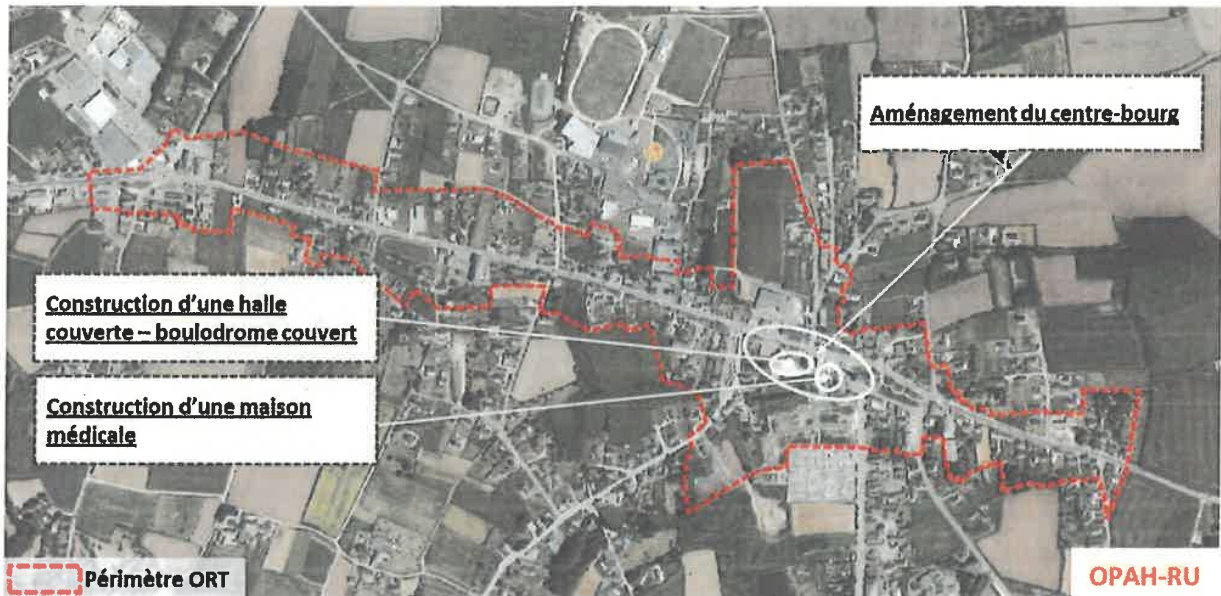 Aménagement du centre-bourg
Construction d'une halle
couverte – boulodrome couvert
Construction d'une maison
médicale
Périmètre ORT
OPAH-RU